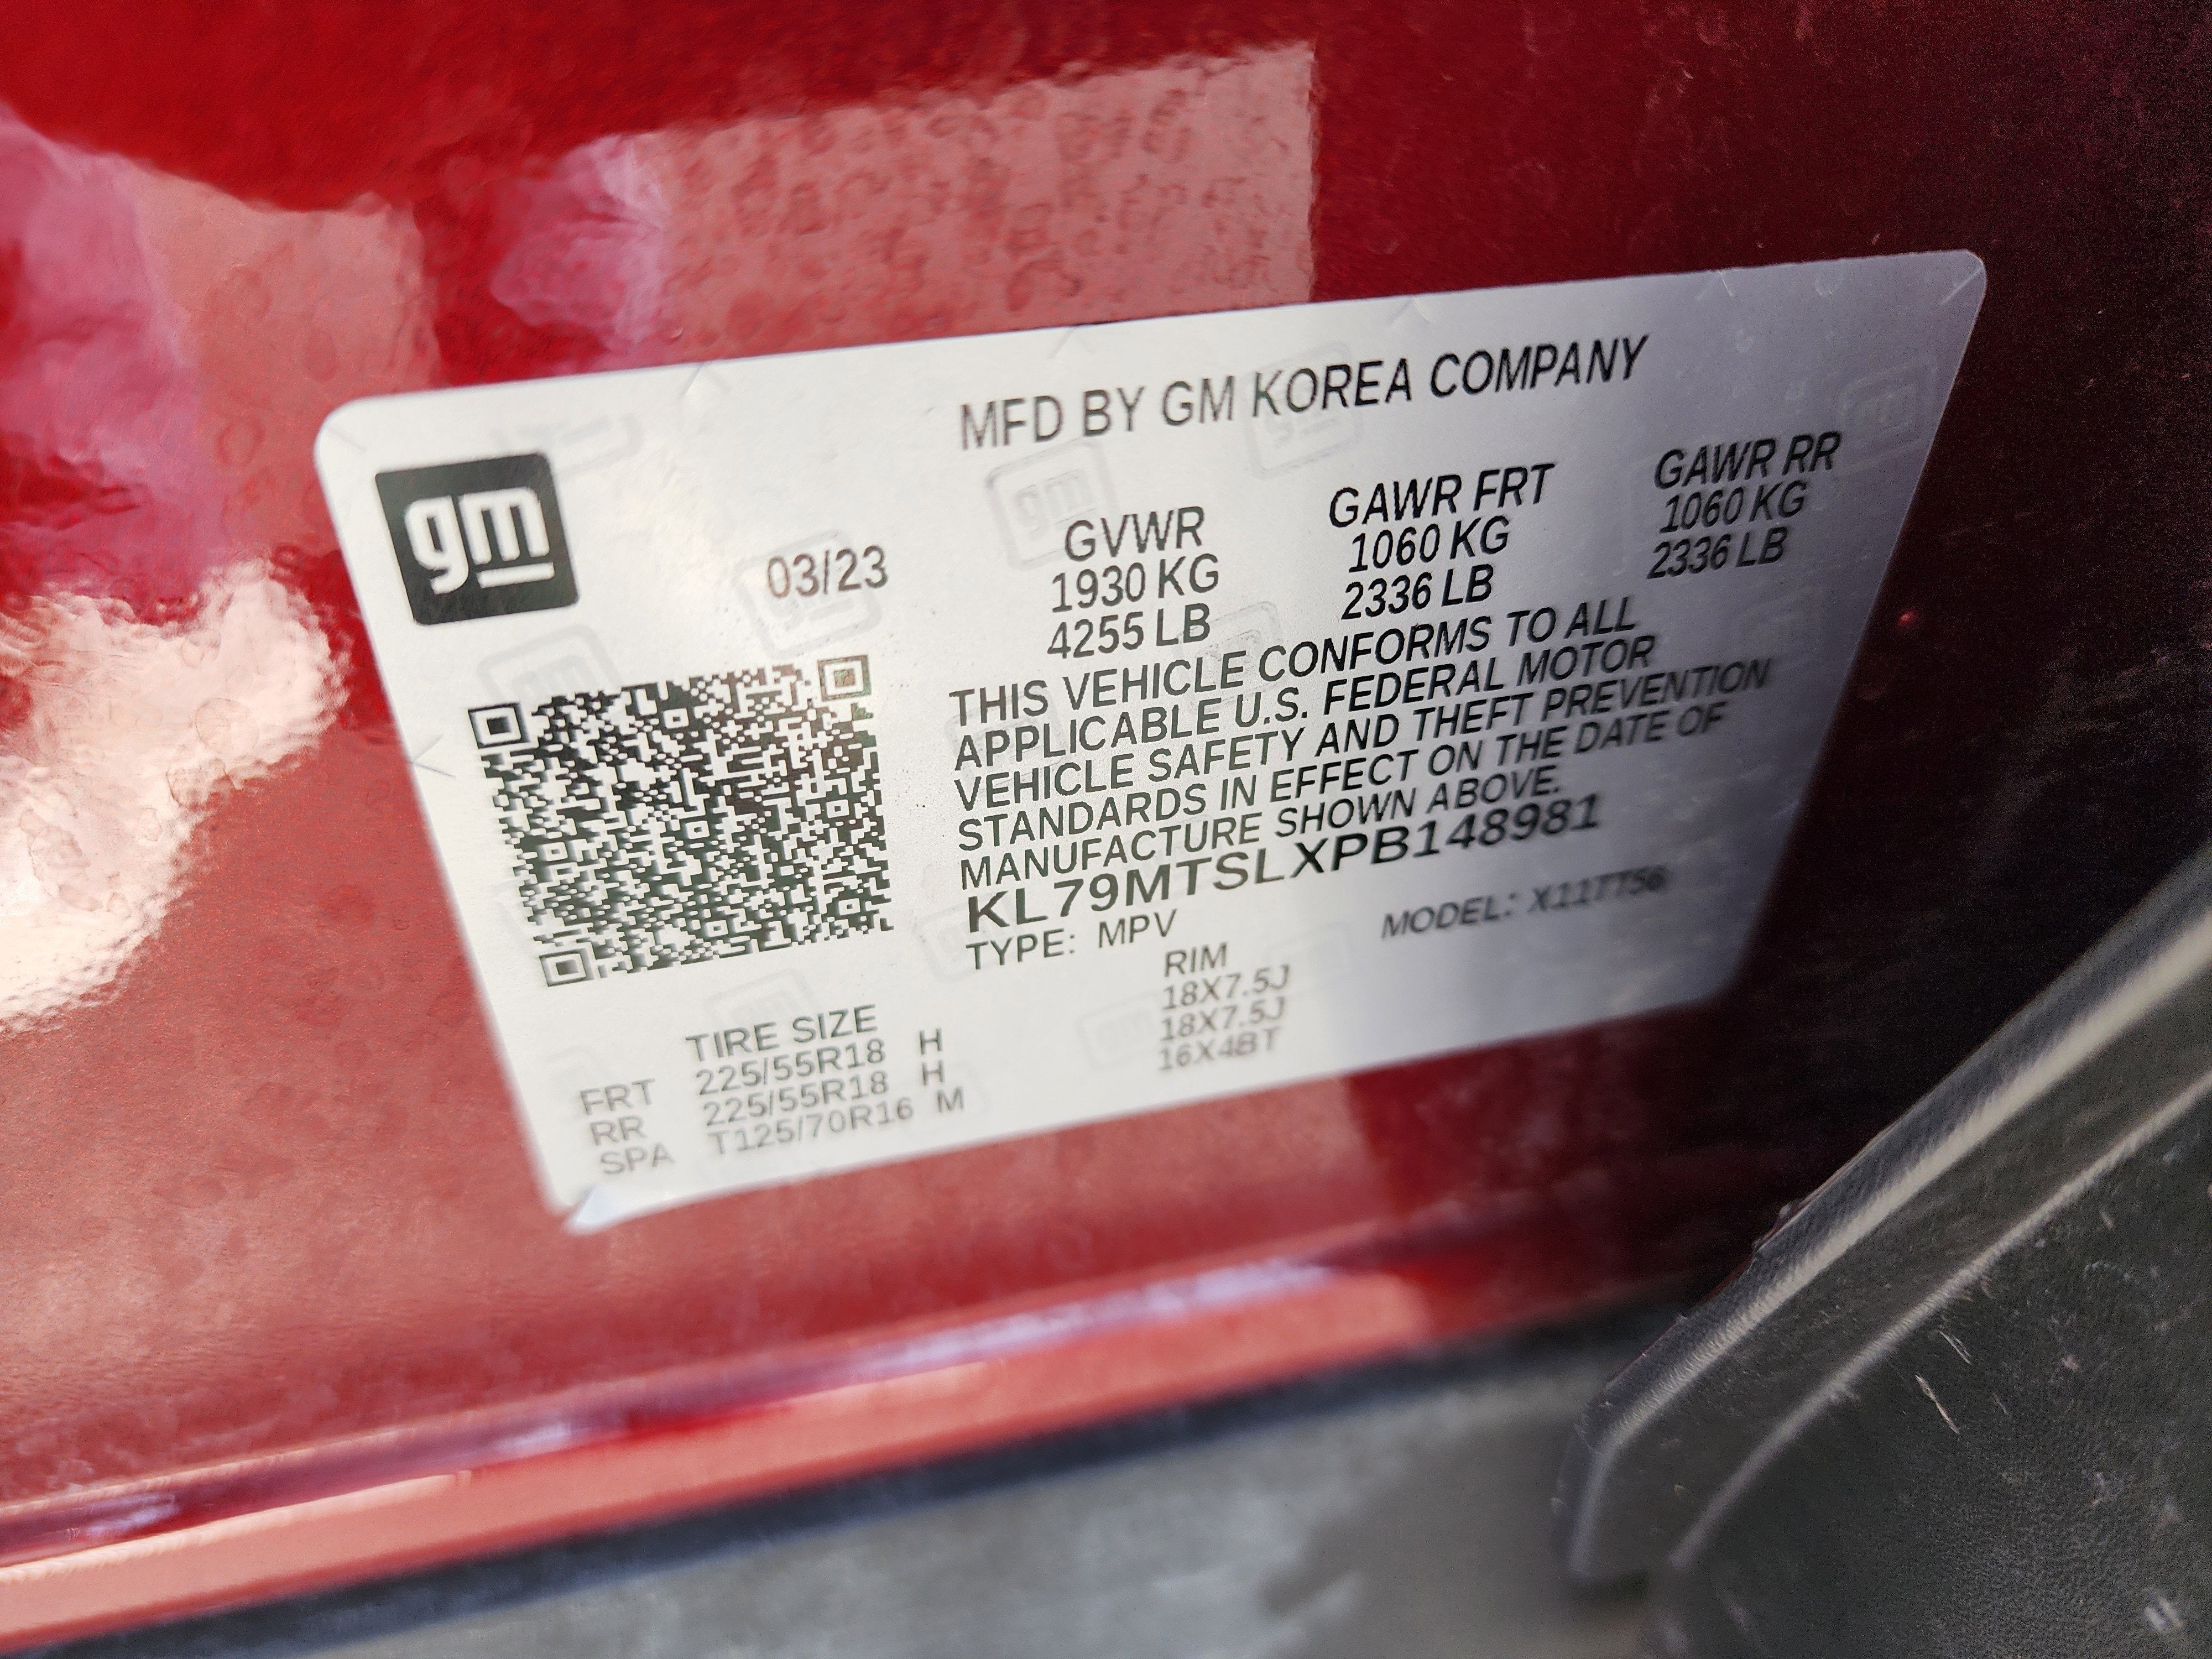 MFD BY GM KOREA COMPANY
gm
03/23
GVWR GAWR FRT GAWR RR
1930 KG 1060 KG 1060 KG
4255 LB 2336 LB 2336 LB
THIS VEHICLE CONFORMS TO ALL
APPLICABLE U.S. FEDERAL MOTOR
VEHICLE SAFETY AND THEFT PREVENTION
STANDARDS IN EFFECT ON THE DATE OF
MANUFACTURE SHOWN ABOVE.
KL79MTSLXPB148981
TYPE: MPV MODEL: X11TT56
TIRE SIZE RIM
FRT 225/55R18 H 18X7.5J
RR 225/55R18 H 18X7.5J
SPA T125/70R16 M 16X4BT